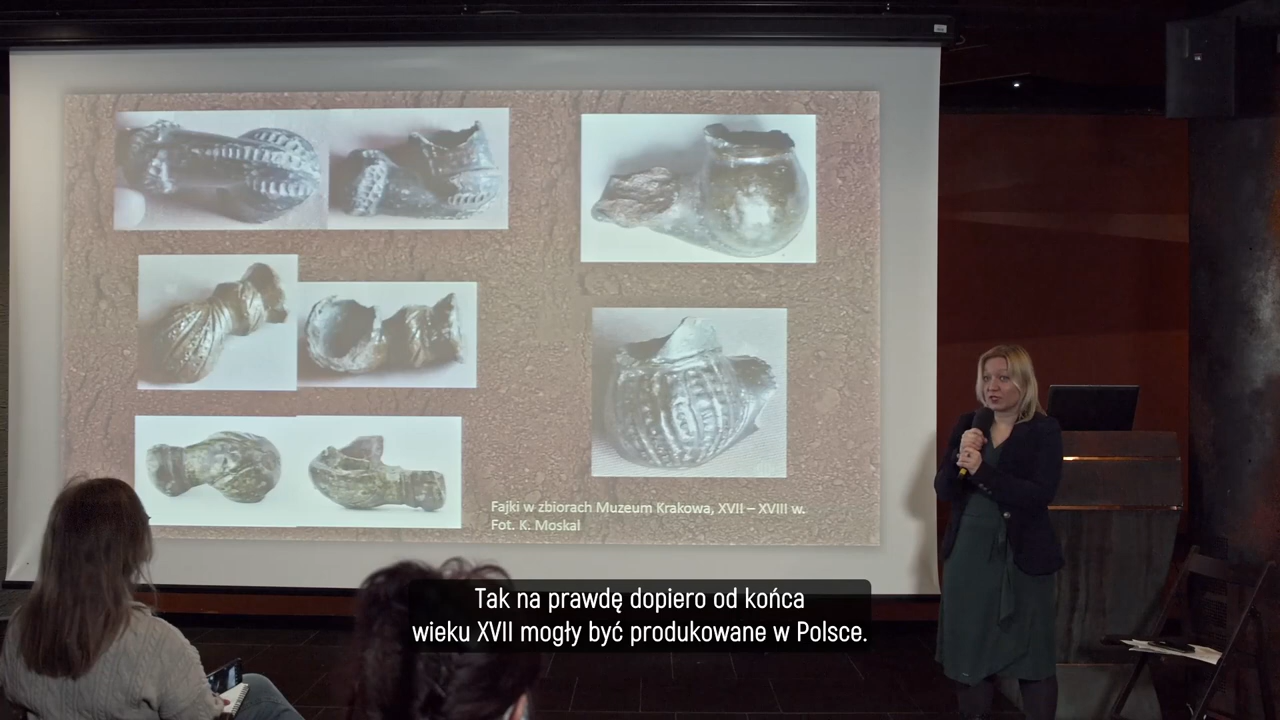 Fajki w zbiorach Muzeum Krakowa, XVII – XVIII w.
Fot. K. Moskal
Tak na prawdę dopiero od końca
wieku XVII mogły być produkowane w Polsce.